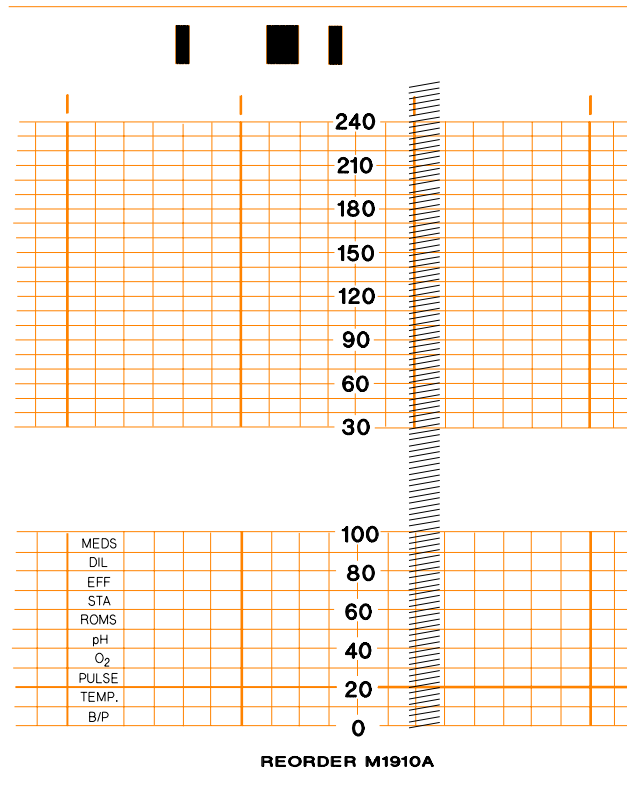 240
210
180
150
120
90
60
30
100
80
60
40
20
0
MEDS
DIL
EFF
STA
ROMS
pH
O₂
PULSE
TEMP.
B/P
REORDER M1910A